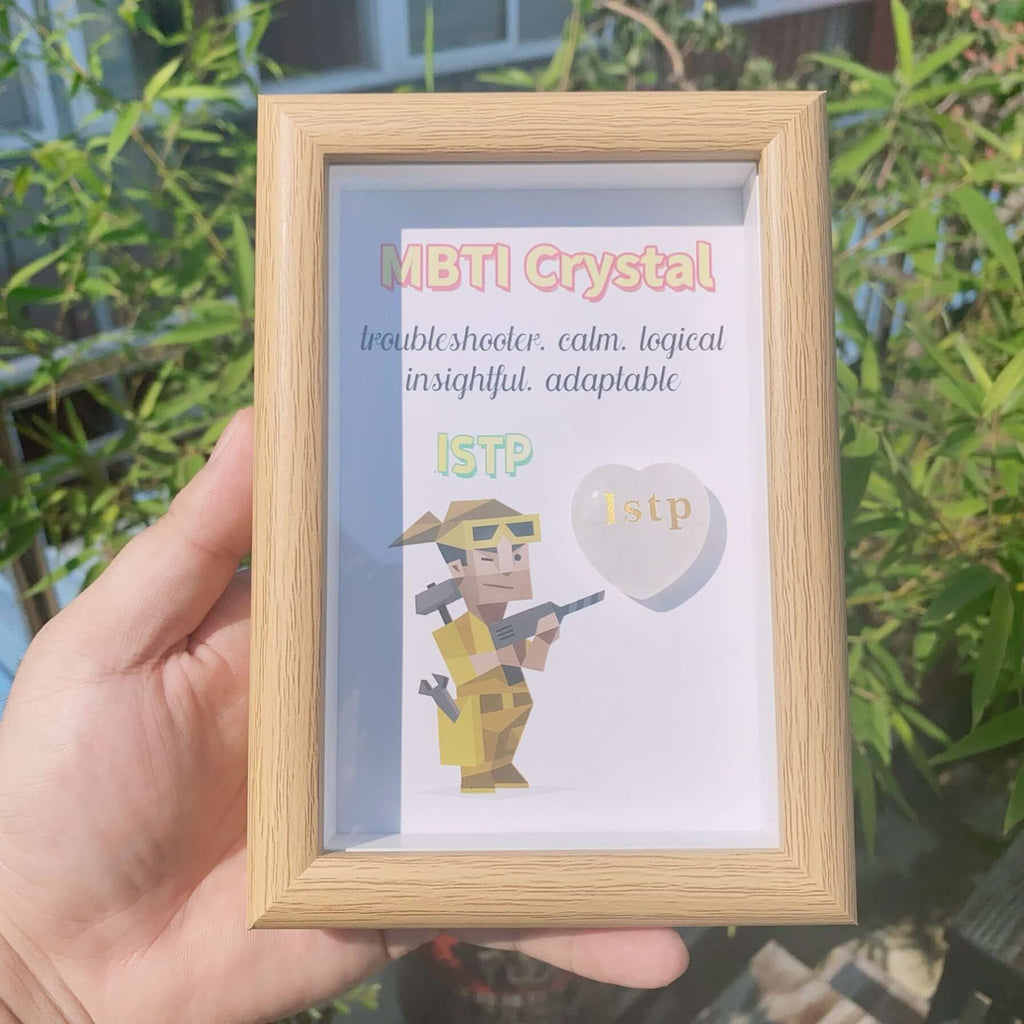 MBTI Crystal
troubleshooter. calm. logical
insightful. adaptable
ISTP
Istp